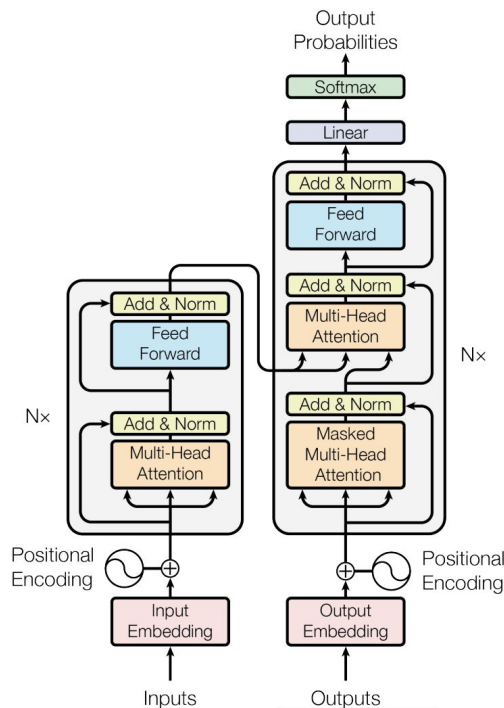 Output
Probabilities
Softmax
Linear
Add & Norm
Feed
Forward
Add & Norm
Multi-Head
Attention
Add & Norm
Masked
Multi-Head
Attention
N×
Add & Norm
Feed
Forward
Add & Norm
Multi-Head
Attention
N×
Positional
Encoding
Positional
Encoding
Input
Embedding
Output
Embedding
Inputs
Outputs